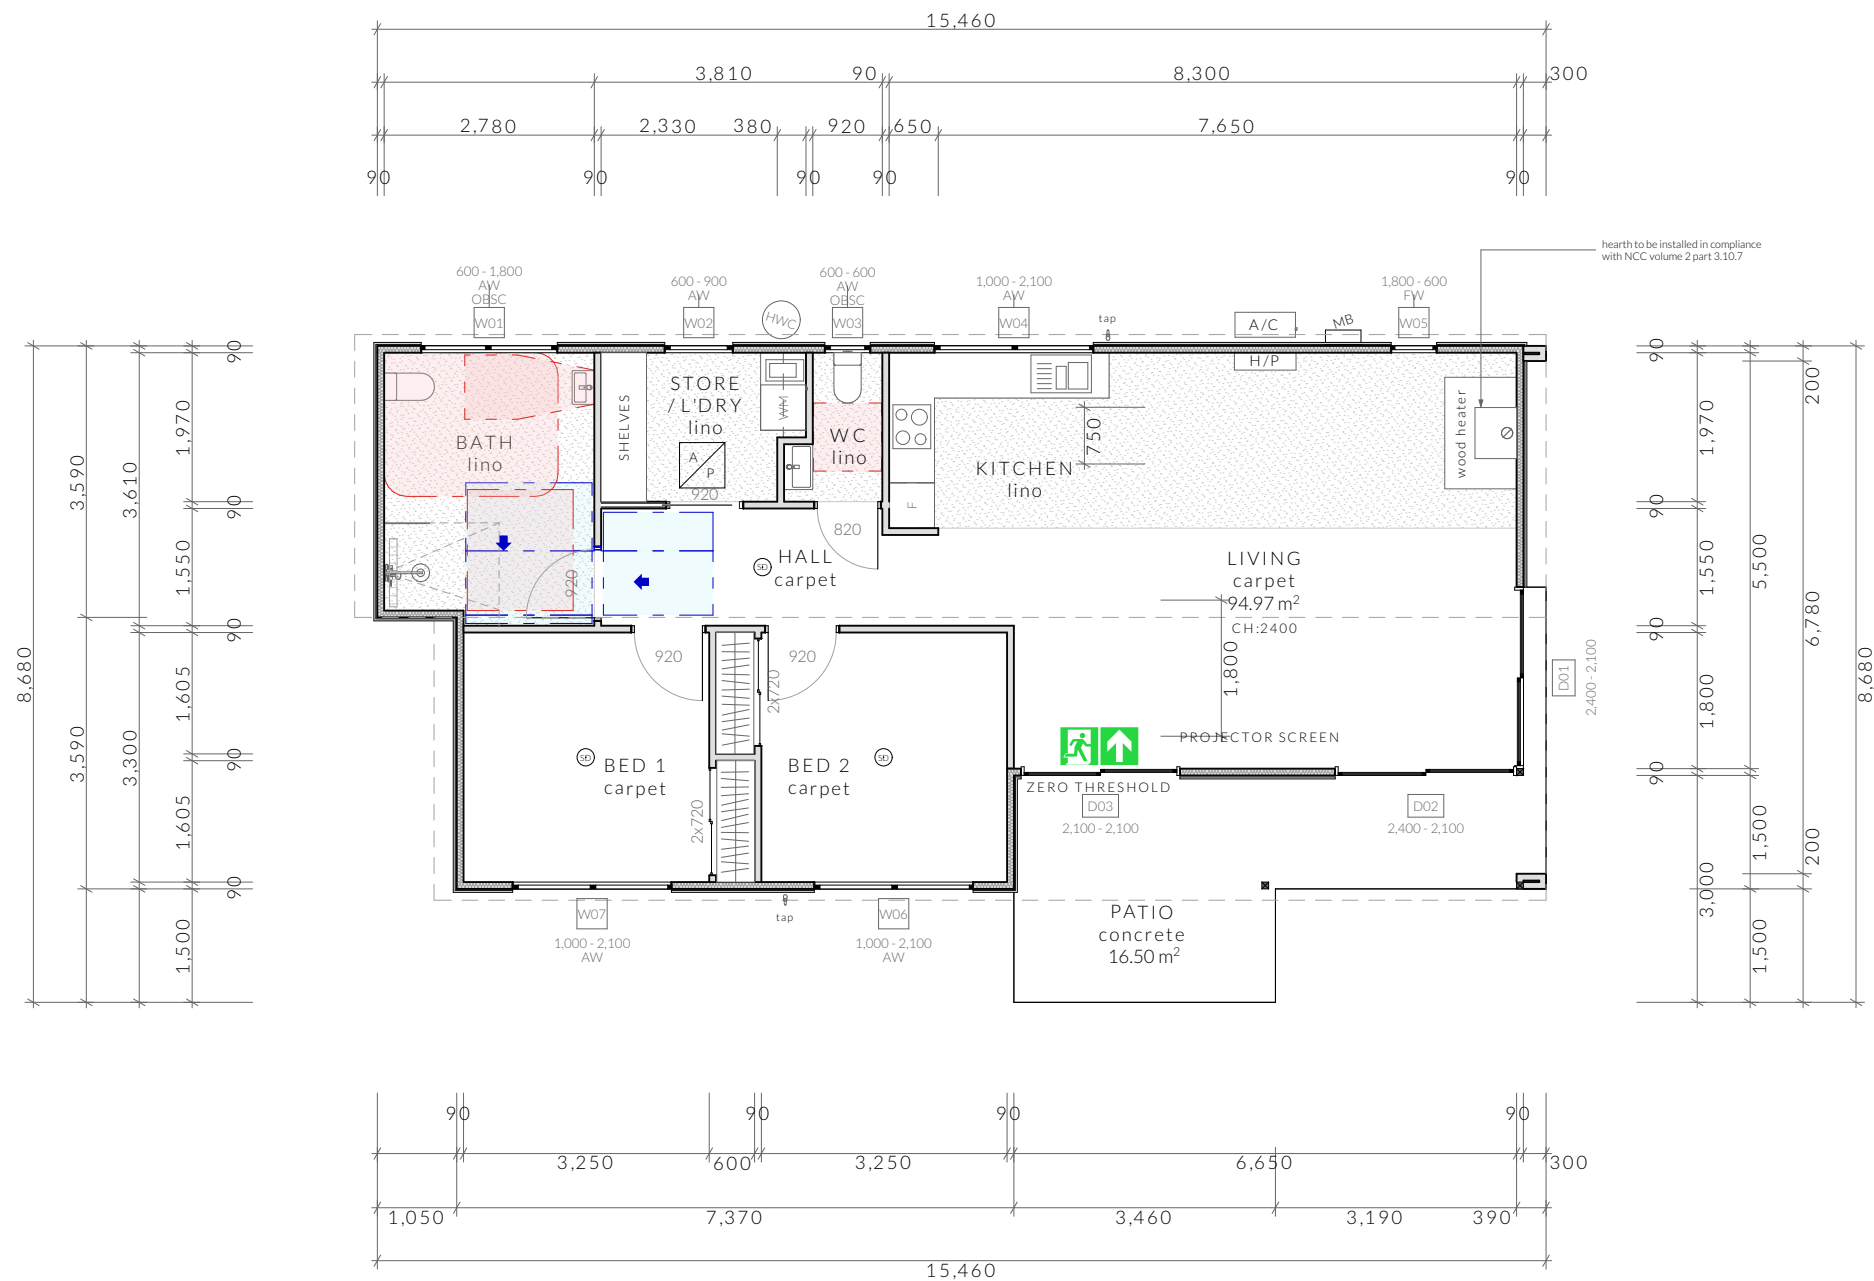 15,460
3,810
90
8,300
300
2,780
2,330
380
920
650
7,650
90
90
90
90
90
hearth to be installed in compliance
with NCC volume 2 part 3.10.7
600 - 1,800
AW
OBSC
W01
600 - 900
AW
W02
HWC
600 - 600
AW
OBSC
W03
1,000 - 2,100
AW
W04
tap
A/C
MB
1,800 - 600
FW
W05
H/P
BATH
lino
SHELVES
STORE
/ L'DRY
lino
WM
A
P
920
WC
lino
KITCHEN
lino
F
750
wood heater
820
920
HALL
carpet
SD
LIVING
carpet
94.97 m²
CH:2400
1,800
920
920
2x720
2x720
SD
BED 1
carpet
BED 2
carpet
SD
PROJECTOR SCREEN
ZERO THRESHOLD
D03
2,100 - 2,100
D02
2,400 - 2,100
D01
2,400 - 2,100
W07
1,000 - 2,100
AW
tap
W06
1,000 - 2,100
AW
PATIO
concrete
16.50 m²
8,680
3,590
3,590
3,610
3,300
1,970
1,550
1,605
1,605
1,500
90
90
90
90
90
90
90
90
90
1,970
1,550
1,800
3,000
5,500
1,500
1,500
200
6,780
200
8,680
90
90
90
90
3,250
600
3,250
6,650
300
1,050
7,370
3,460
3,190
390
15,460